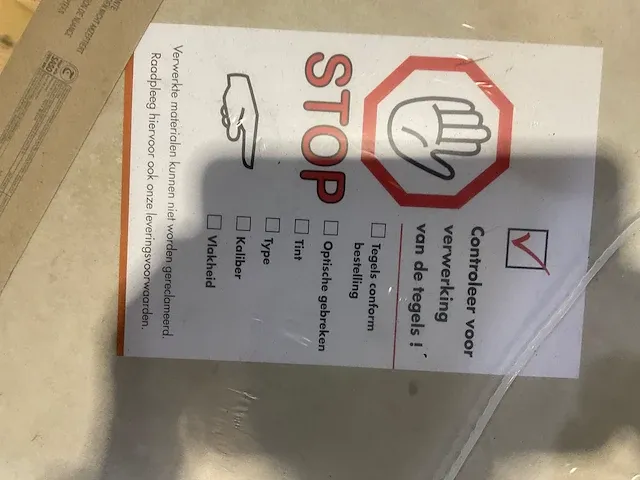 STOP
Controleer voor
verwerking
van de tegels !
Tegels conform
bestelling
Optische gebreken
Tint
Type
Kaliber
Vlakheid
Verwerkte materialen kunnen niet worden gereclameerd.
Raadpleeg hiervoor ook onze leveringsvoorwaarden.